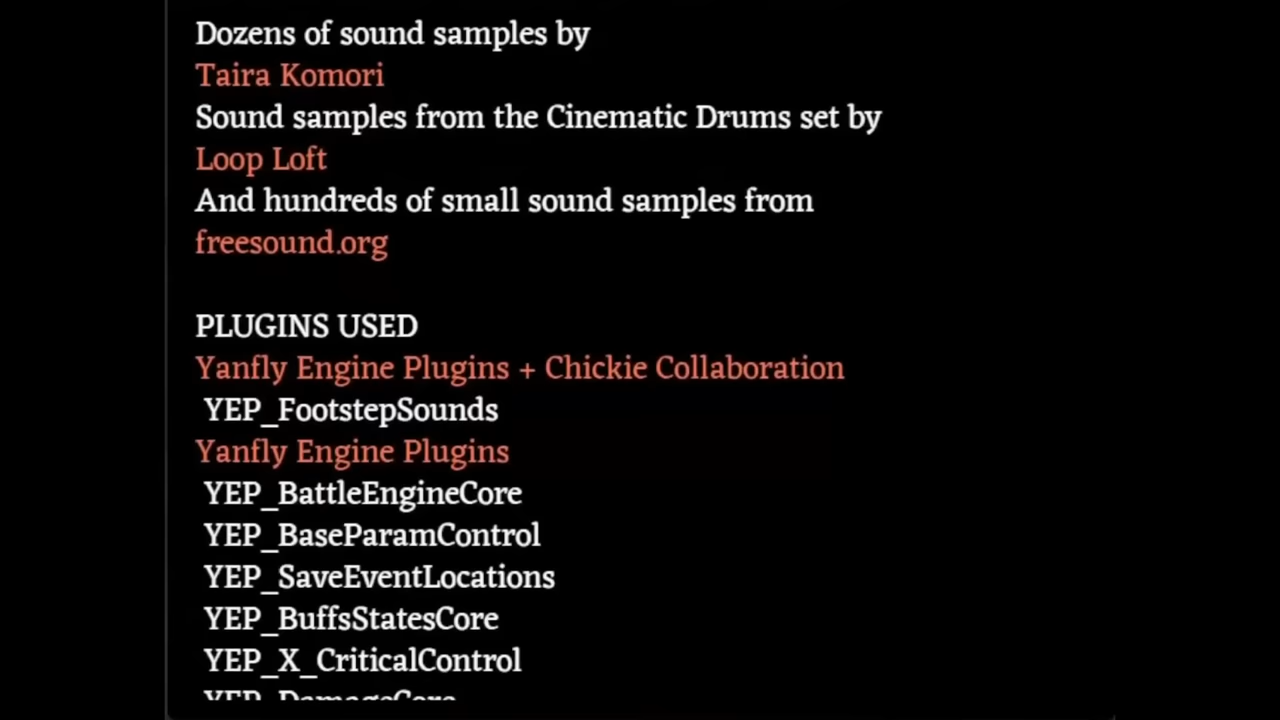 Dozens of sound samples by
Taira Komori
Sound samples from the Cinematic Drums set by
Loop Loft
And hundreds of small sound samples from
freesound.org
PLUGINS USED
Yanfly Engine Plugins + Chickie Collaboration
YEP_FootstepSounds
Yanfly Engine Plugins
YEP_BattleEngineCore
YEP_BaseParamControl
YEP_SaveEventLocations
YEP_BuffsStatesCore
YEP_X_CriticalControl
YEP_DamageCore